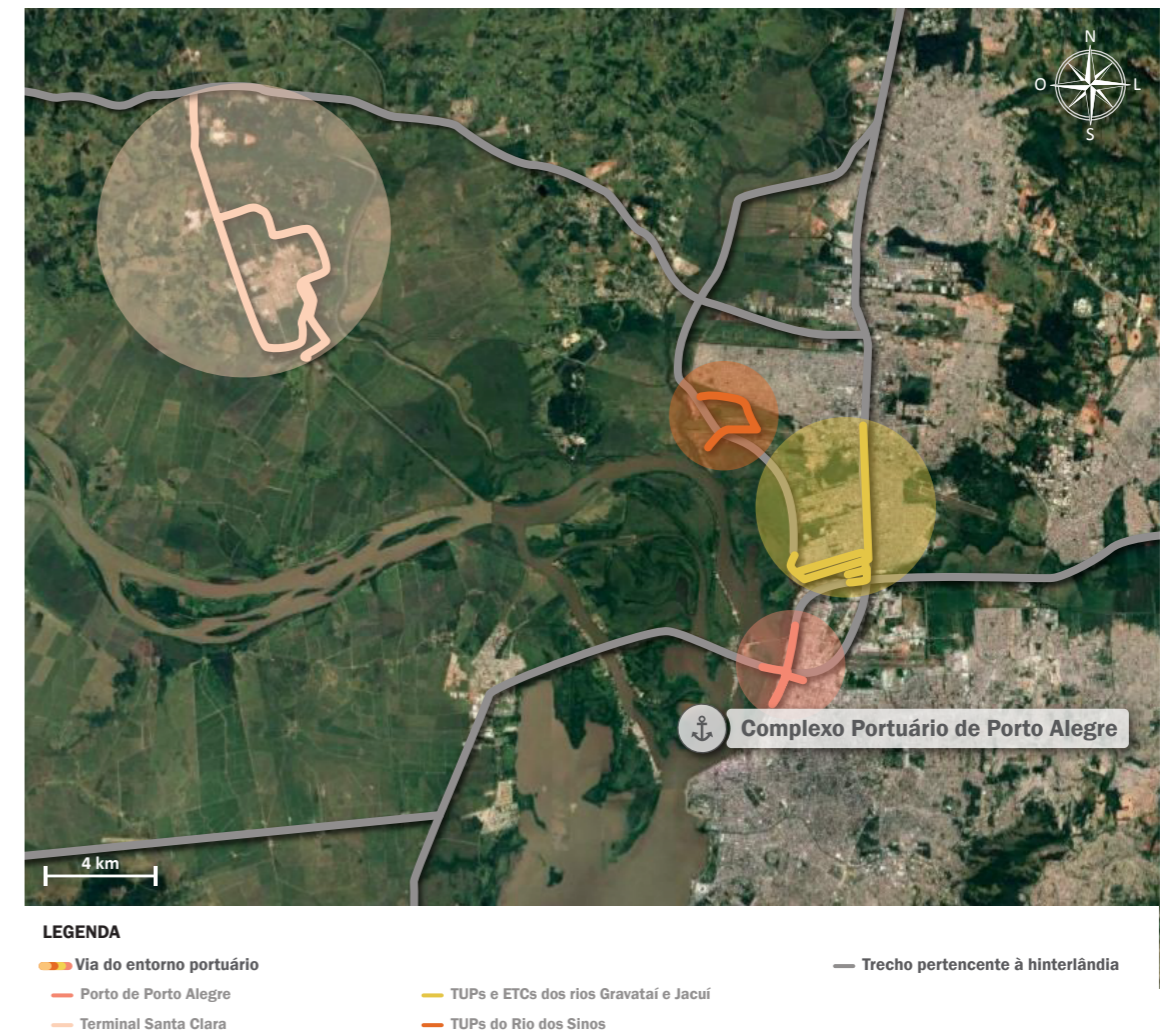 N
O
L
S
Complexo Portuário de Porto Alegre
4 km
LEGENDA
Via do entorno portuário
Trecho pertencente à hinterlândia
Porto de Porto Alegre
TUPs e ETCs dos rios Gravataí e Jacuí
Terminal Santa Clara
TUPs do Rio dos Sinos